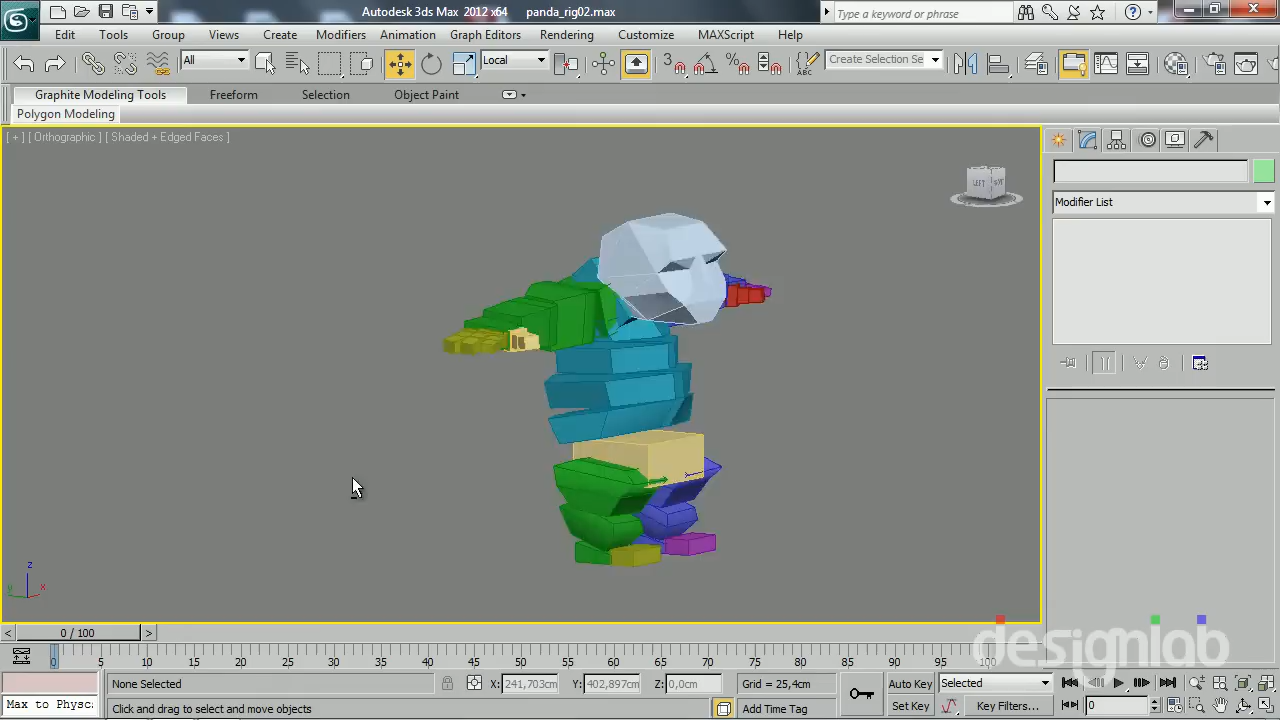 Autodesk 3ds Max 2012 x64 panda_rig02.max
Type a keyword or phrase
Edit Tools Group Views Create Modifiers Animation Graph Editors Rendering Customize MAXScript Help
All
Local
3
Create Selection Se
Graphite Modeling Tools Freeform Selection Object Paint
Polygon Modeling
[ + ] [ Orthographic ] [ Shaded + Edged Faces ]
LEFT
Modifier List
z
y
x
< 0 / 100 >
0 5 10 15 20 25 30 35 40 45 50 55 60 65 70 75 80 85 90 95 100
designlab
None Selected
X: 241,703cm Y: 402,897cm Z: 0,0cm
Grid = 25,4cm
Auto Key
Selected
Max to Physc:
Click and drag to select and move objects
Add Time Tag
Set Key
Key Filters...
0